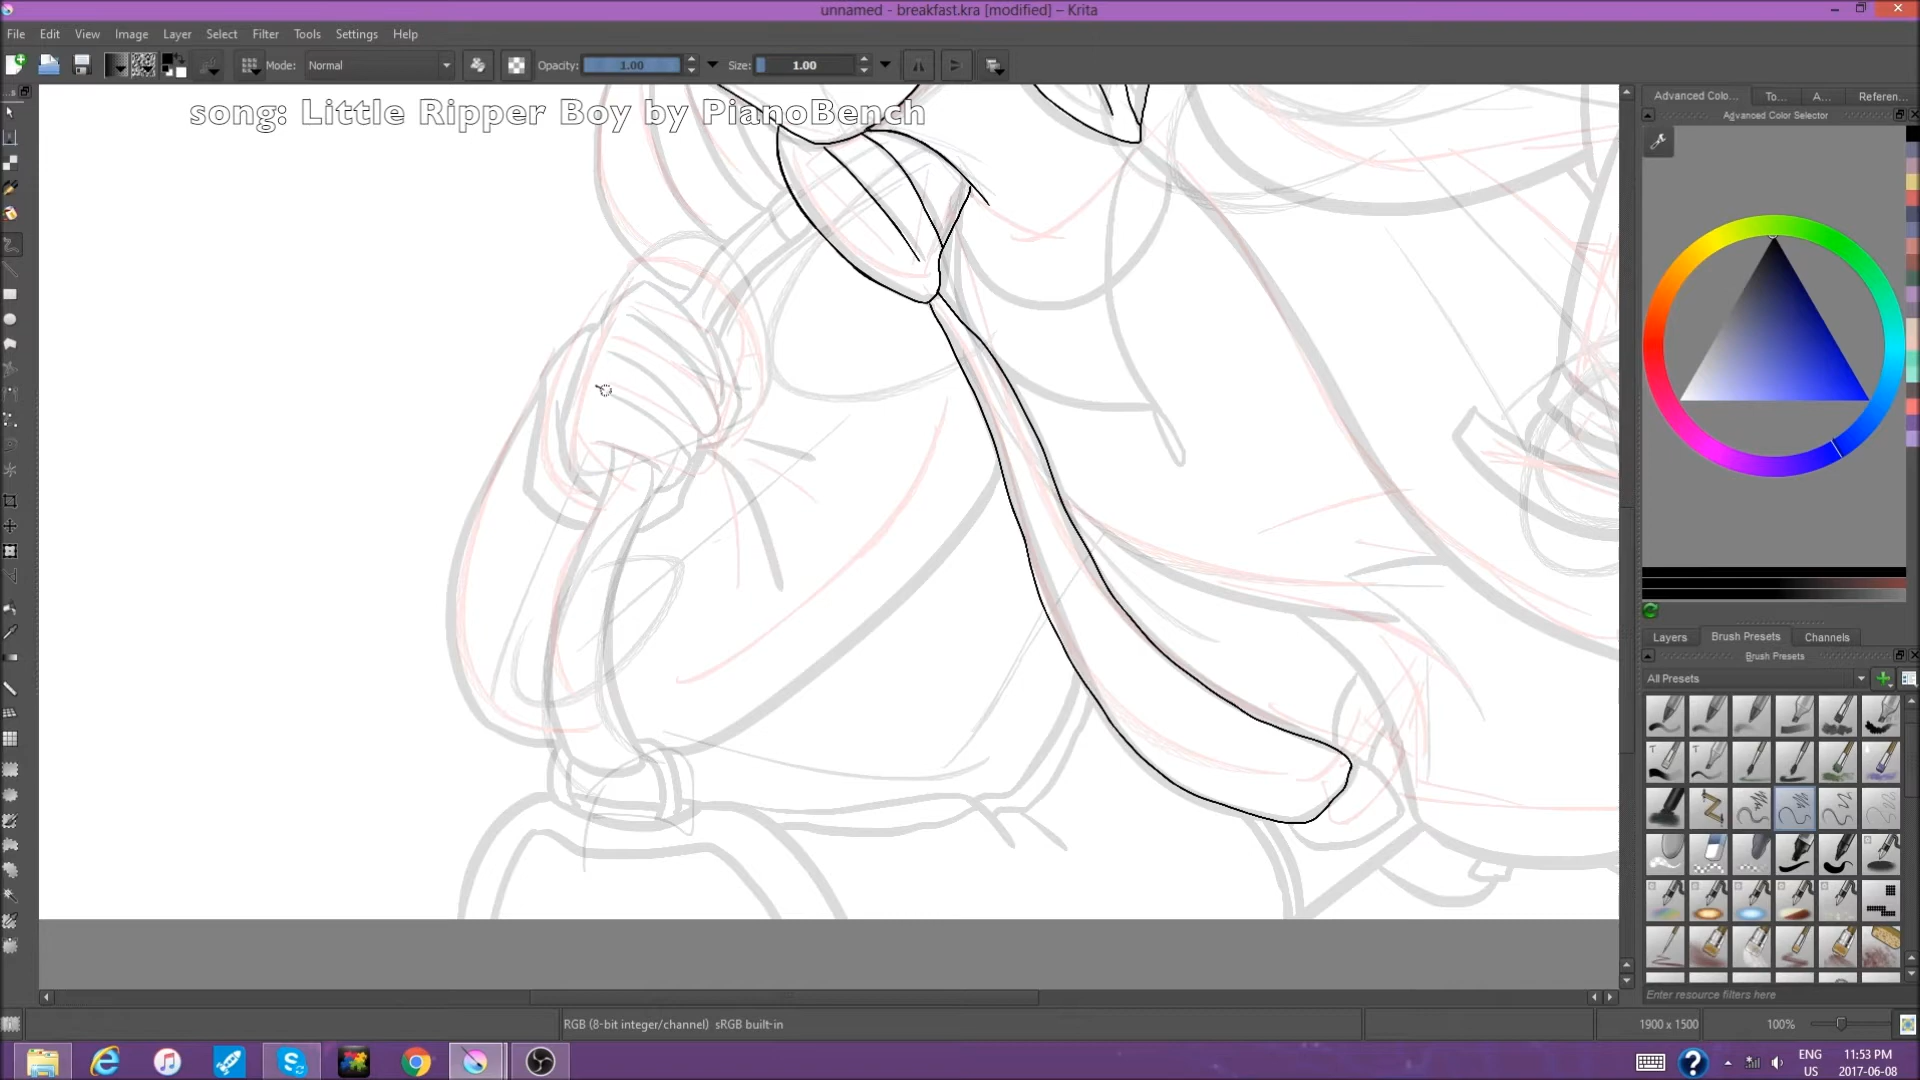 unnamed - breakfast.kra [modified] – Krita
File Edit View Image Layer Select Filter Tools Settings Help
Mode: Normal Opacity: 1.00 Size: 1.00
song: Little Ripper Boy by PianoBench
Advanced Colo... To... A... Referen...
Advanced Color Selector
Layers Brush Presets Channels
Brush Presets
All Presets
Enter resource filters here
RGB (8-bit integer/channel) sRGB built-in
1900 x 1500 100%
ENG 11:53 PM
US 2017-06-08